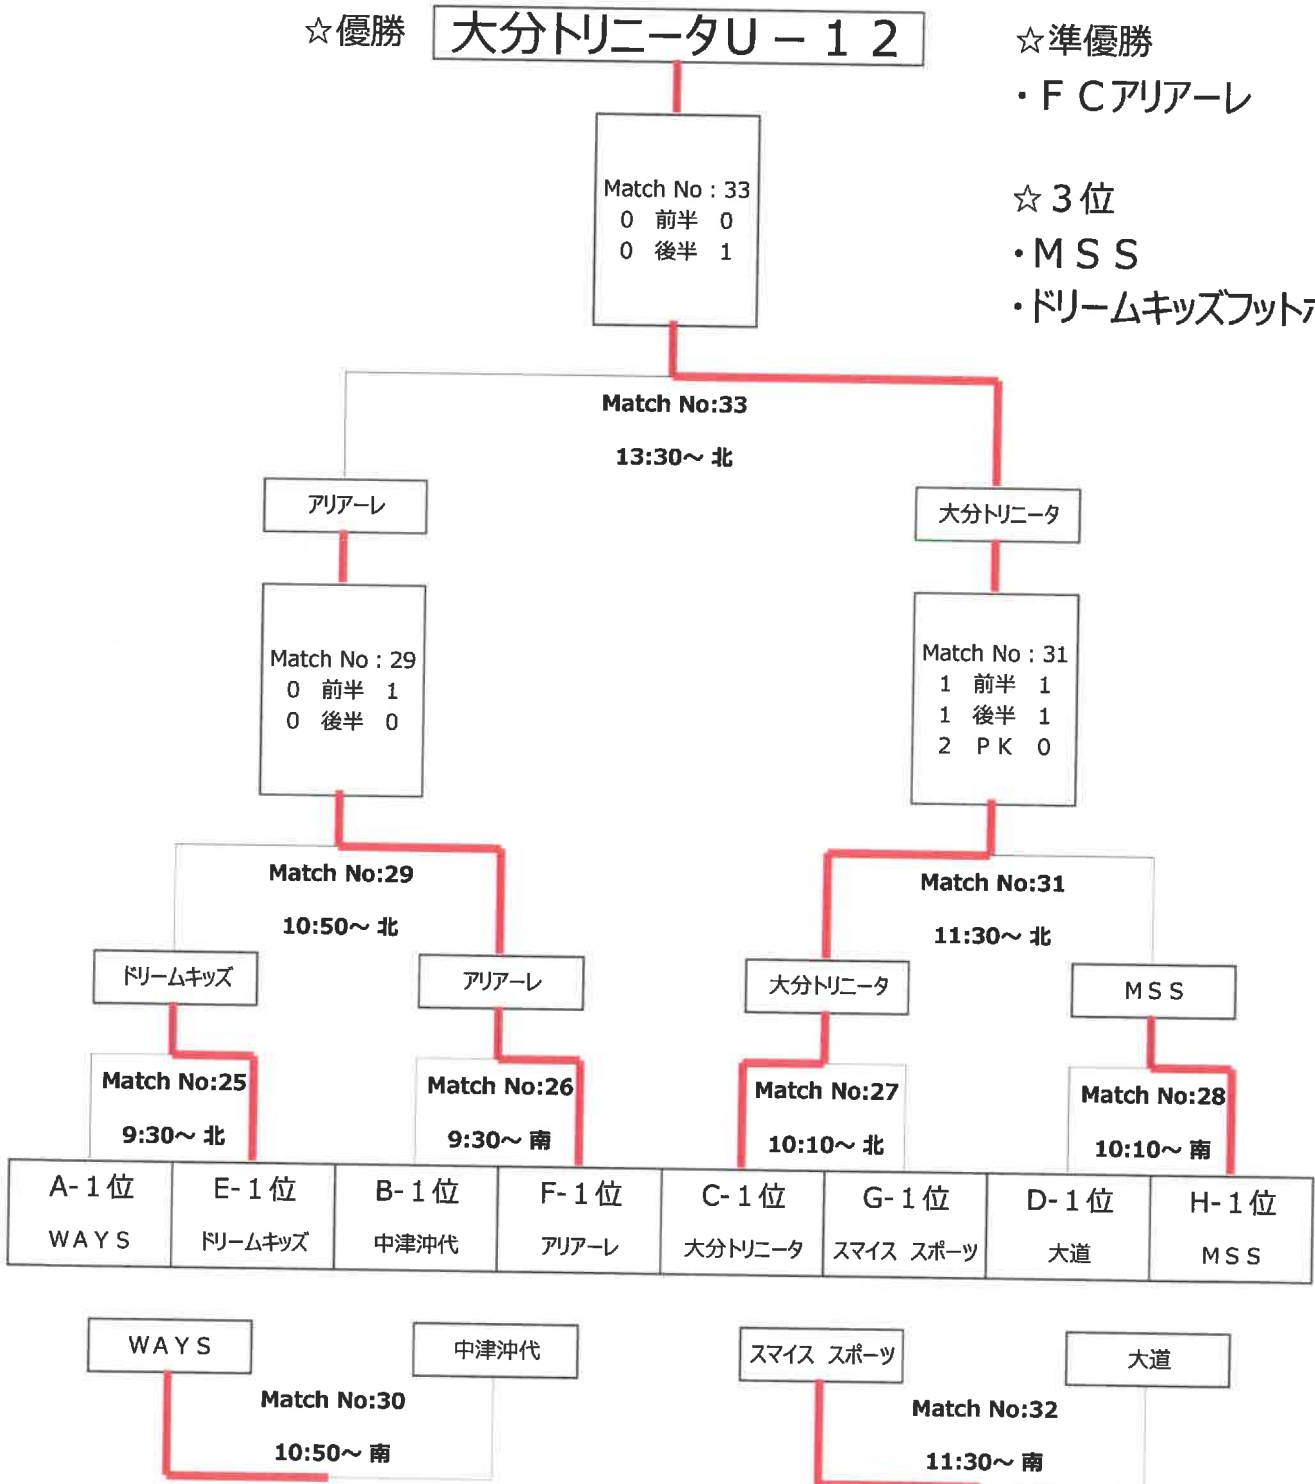 ☆優勝 大分トリニータU－１２
☆準優勝
・ＦＣアリアーレ
☆３位
・ＭＳＳ
・ドリームキッズフット
Match No : 33
0 前半 0
0 後半 1
Match No:33
13:30～ 北
アリアーレ
大分トリニータ
Match No : 29
0 前半 1
0 後半 0
Match No : 31
1 前半 1
1 後半 1
2 ＰＫ 0
Match No:29
10:50～ 北
Match No:31
11:30～ 北
ドリームキッズ
アリアーレ
大分トリニータ
ＭＳＳ
Match No:25
9:30～ 北
Match No:26
9:30～ 南
Match No:27
10:10～ 北
Match No:28
10:10～ 南
A-１位 E-１位 B-１位 F-１位 C-１位 G-１位 D-１位 H-１位
ＷＡＹＳ ドリームキッズ 中津沖代 アリアーレ 大分トリニータ スマイス スポーツ 大道 ＭＳＳ
ＷＡＹＳ
中津沖代
スマイス スポーツ
大道
Match No:30
10:50～ 南
Match No:32
11:30～ 南